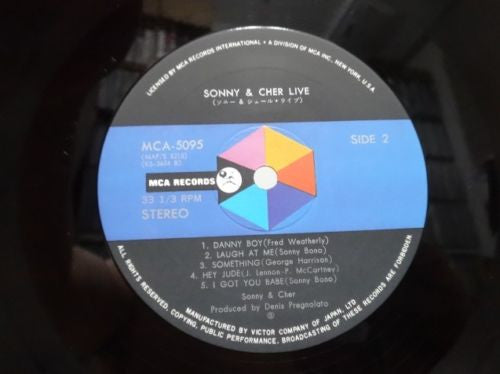 LICENSED BY MCA RECORDS INTERNATIONAL • A DIVISION OF MCA INC., NEW YORK, U.S.A.
SONNY & CHER LIVE
(ソニー&シェール・ライブ)
MCA-5095
SIDE 2
MCA RECORDS
33 1/3 RPM
STEREO
1. DANNY BOY(Fred Weatherly)
2. LAUGH AT ME(Sonny Bono)
3. SOMETHING(George Harrison)
4. HEY JUDE(J. Lennon-P. McCartney)
5. I GOT YOU BABE(Sonny Bono)
Sonny & Cher
Produced by Denis Pregnolato
MANUFACTURED BY VICTOR COMPANY OF JAPAN, LTD
ALL RIGHTS RESERVED, COPYING, PUBLIC PERFORMANCE, BROADCASTING OF THESE RECORDS ARE FORBIDDEN